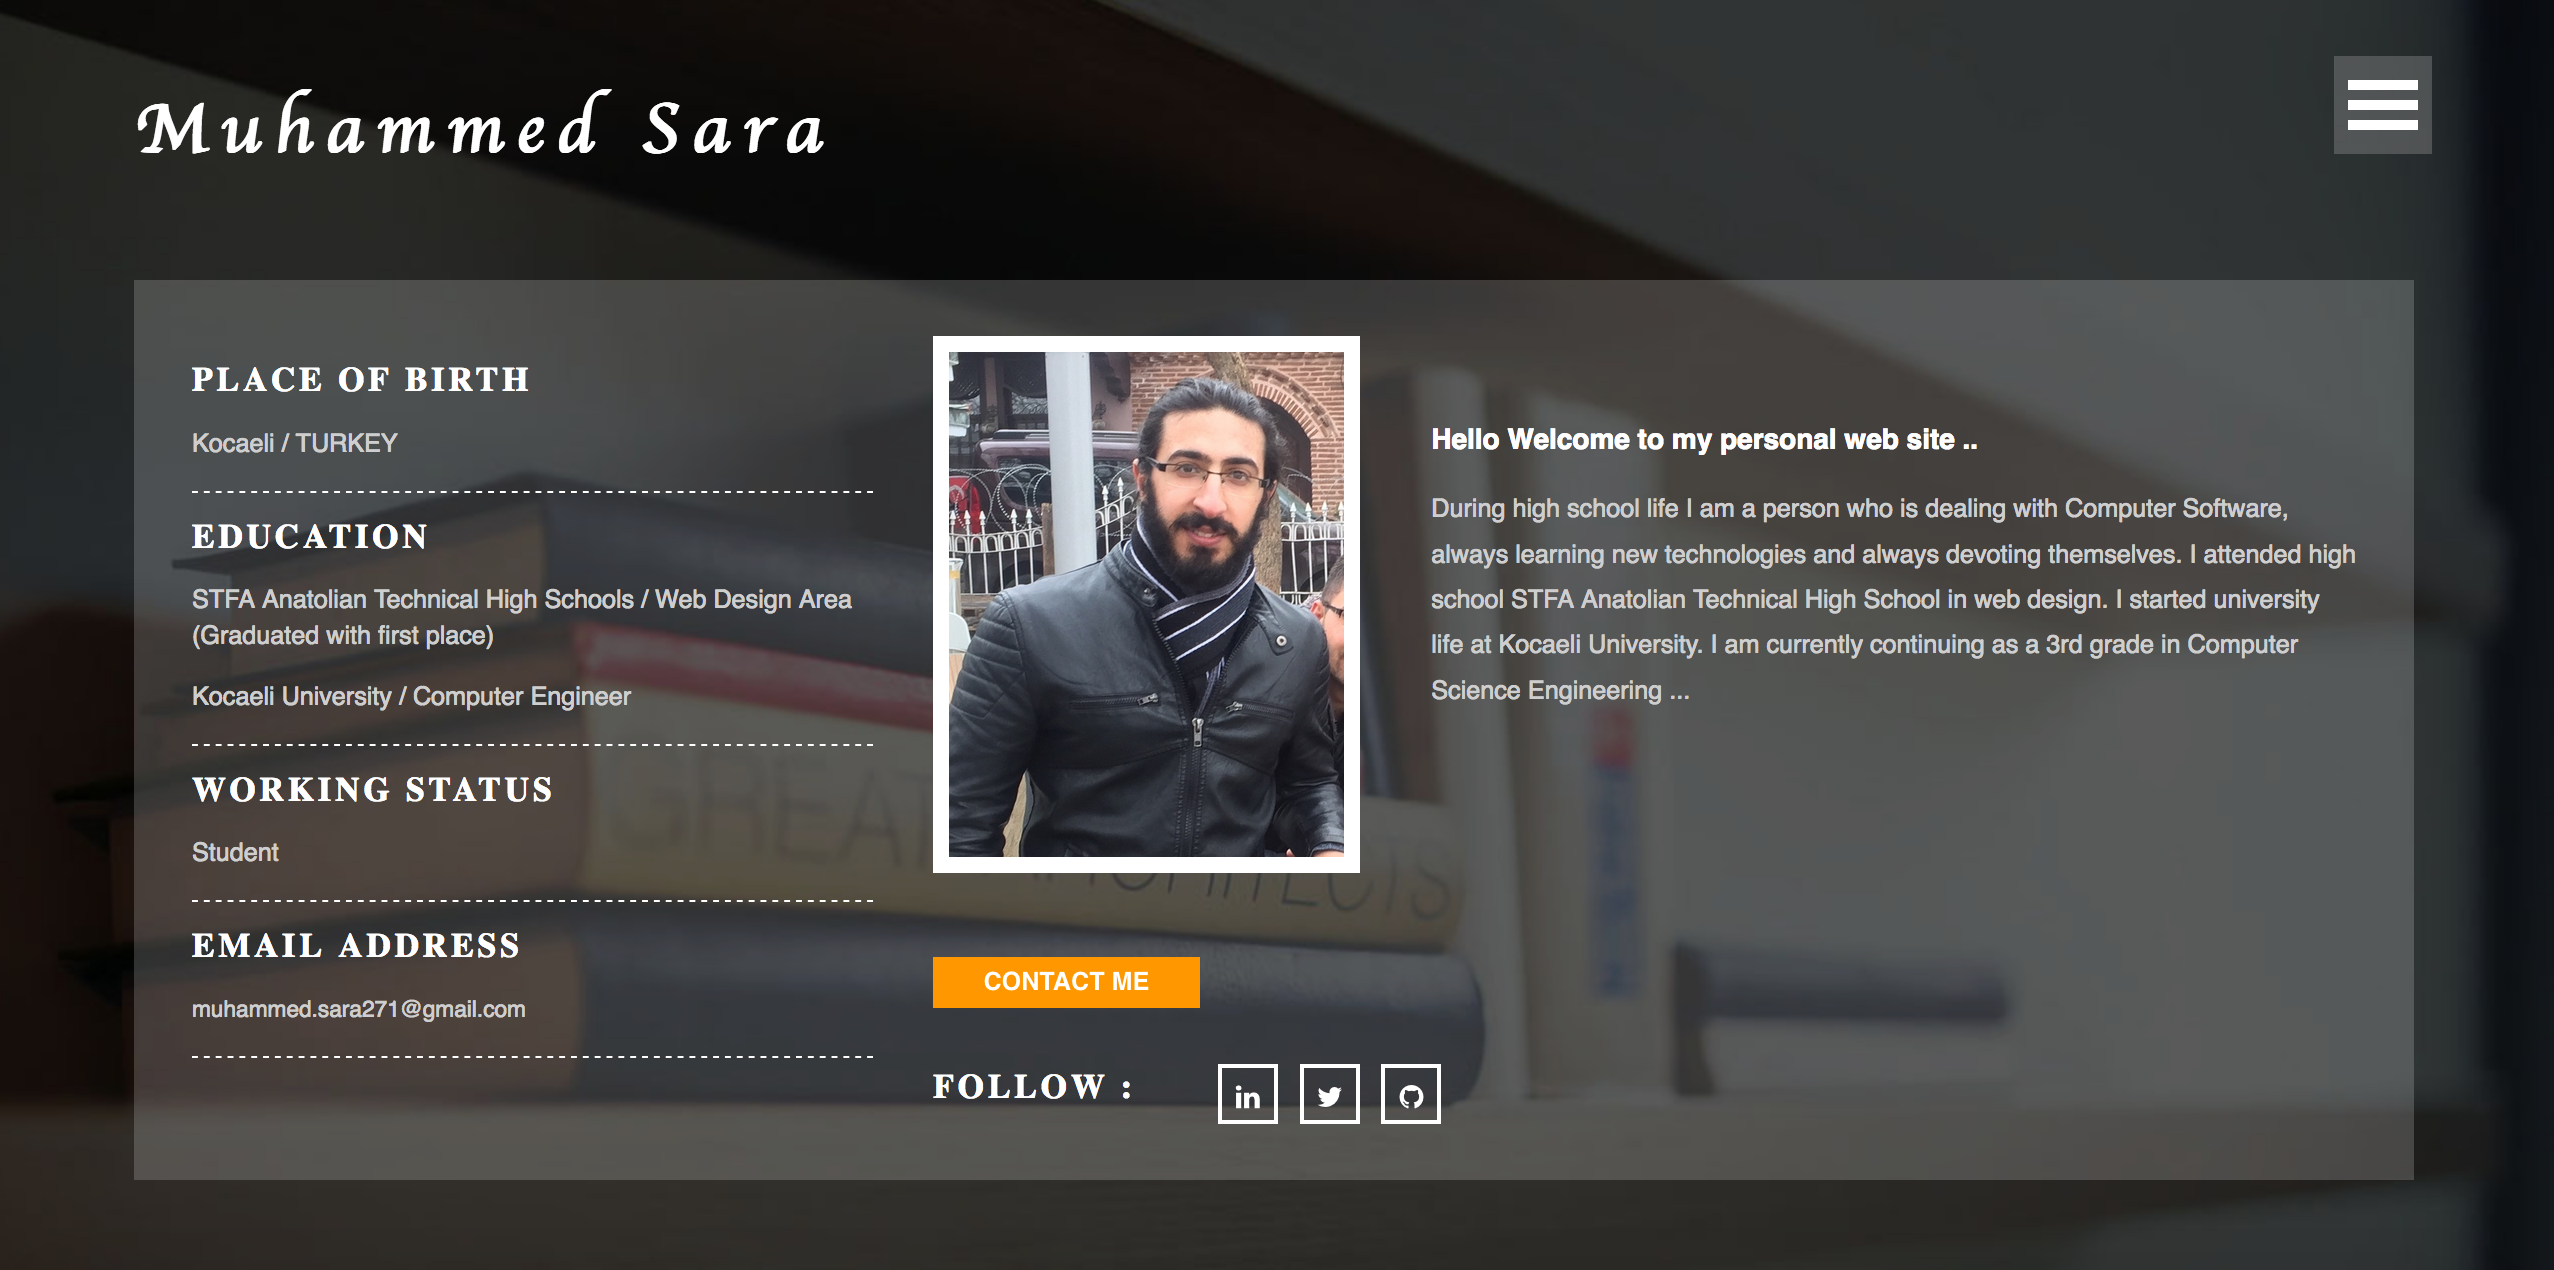 Muhammed Sara
PLACE OF BIRTH
Kocaeli / TURKEY
EDUCATION
STFA Anatolian Technical High Schools / Web Design Area
(Graduated with first place)
Kocaeli University / Computer Engineer
WORKING STATUS
Student
EMAIL ADDRESS
muhammed.sara271@gmail.com
GREAT
ARCHITECTS
CONTACT ME
FOLLOW :
in
Hello Welcome to my personal web site ..
During high school life I am a person who is dealing with Computer Software,
always learning new technologies and always devoting themselves. I attended high
school STFA Anatolian Technical High School in web design. I started university
life at Kocaeli University. I am currently continuing as a 3rd grade in Computer
Science Engineering ...